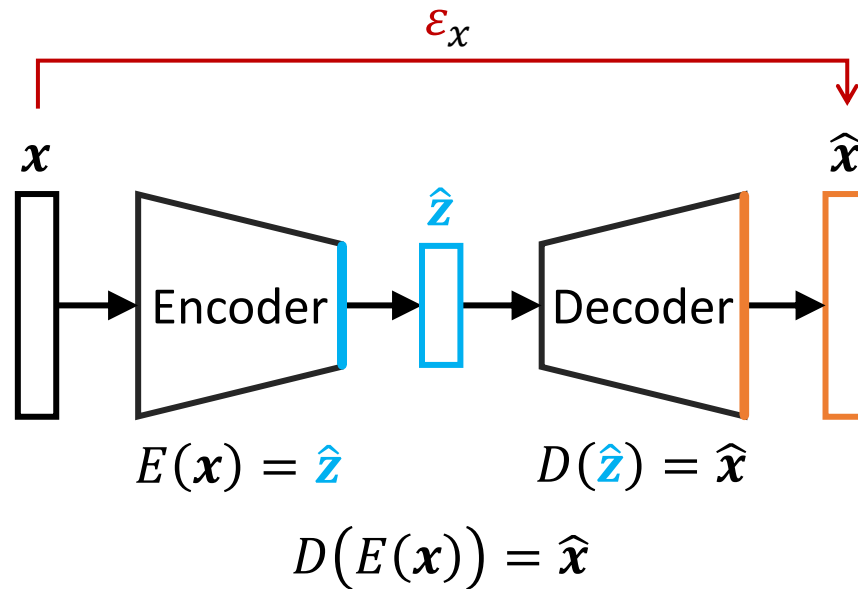 εₓ
x x̂
ẑ
Encoder Decoder
E(x) = ẑ D(ẑ) = x̂
D(E(x)) = x̂